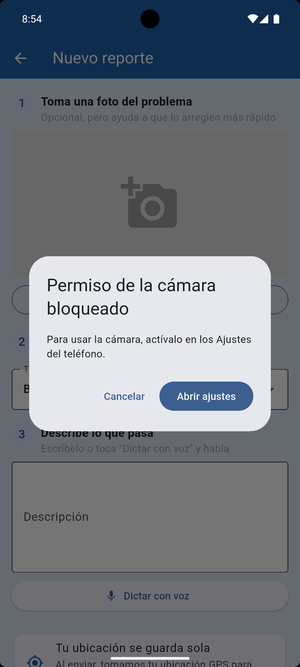 8:54
Nuevo reporte
1 Toma una foto del problema
Opcional, pero ayuda a que lo arreglen más rápido
Permiso de la cámara
bloqueado
Para usar la cámara, actívalo en los Ajustes
del teléfono.
Cancelar
Abrir ajustes
2
3 Describe lo que pasa
Escríbelo o toca "Dictar con voz" y habla
Descripción
Dictar con voz
Tu ubicación se guarda sola
Al enviar, tomamos tu ubicación GPS para